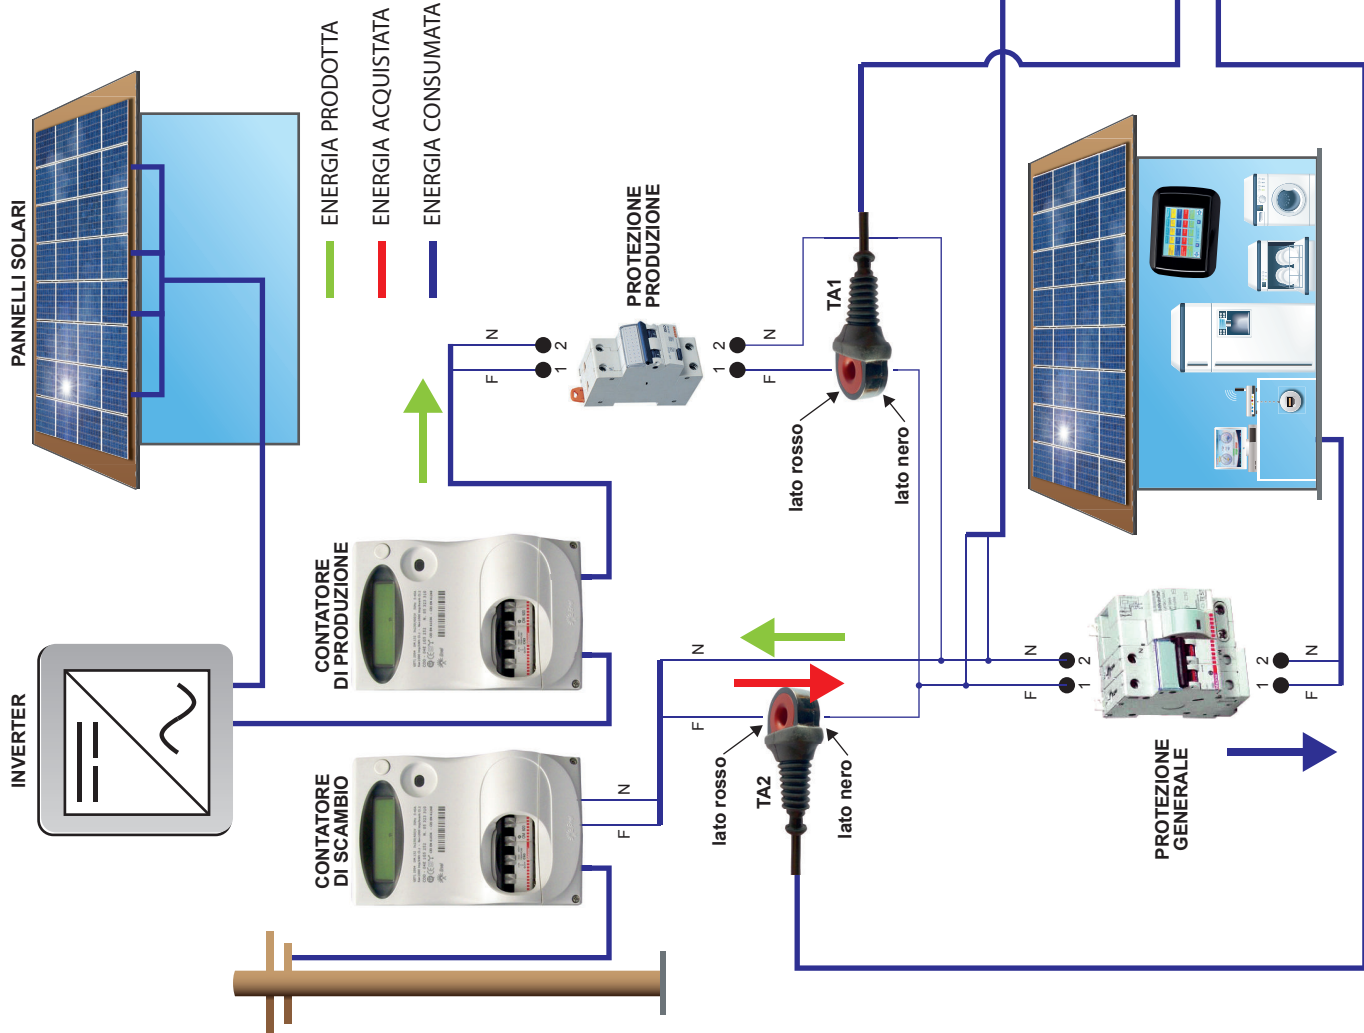 PANNELLI SOLARI
ENERGIA PRODOTTA
ENERGIA ACQUISTATA
ENERGIA CONSUMATA
INVERTER
CONTATORE
DI PRODUZIONE
CONTATORE
DI SCAMBIO
PROTEZIONE
PRODUZIONE
N
F
2
1
2
1
N
F
TA1
lato rosso
lato nero
N
F
N
F
lato rosso
TA2
lato nero
N
F
2
1
PROTEZIONE
GENERALE
2
1
N
F